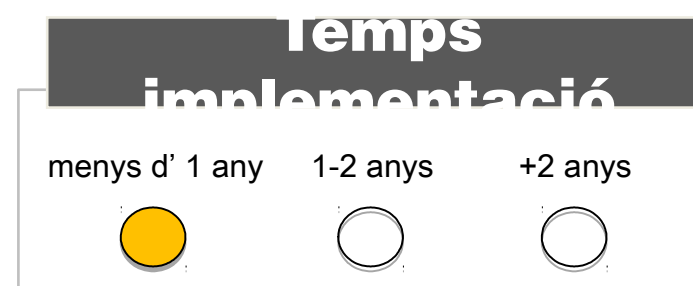 Temps
implementació
menys d’ 1 any 1-2 anys +2 anys